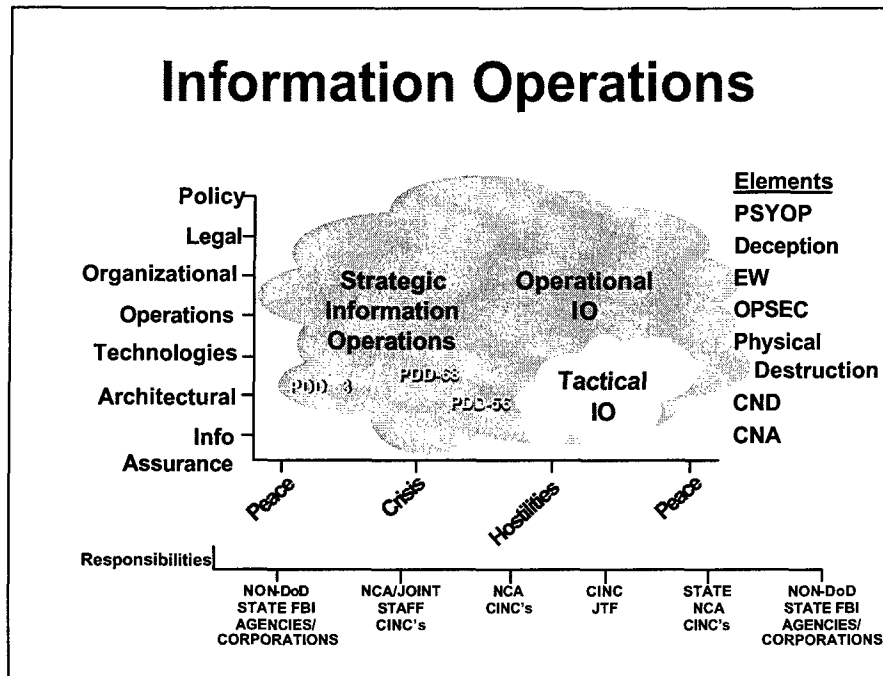 Information Operations
Policy
Legal
Organizational
Operations
Technologies
Architectural
Info
Assurance
Strategic
Information
Operations
Operational
IO
Tactical
IO
PDD-68
PDD-56
Elements
PSYOP
Deception
EW
OPSEC
Physical
Destruction
CND
CNA
Peace
Crisis
Hostilities
Peace
Responsibilities
NON-DoD
STATE FBI
AGENCIES/
CORPORATIONS
NCA/JOINT
STAFF
CINC's
NCA
CINC's
CINC
JTF
STATE
NCA
CINC's
NON-DoD
STATE FBI
AGENCIES/
CORPORATIONS